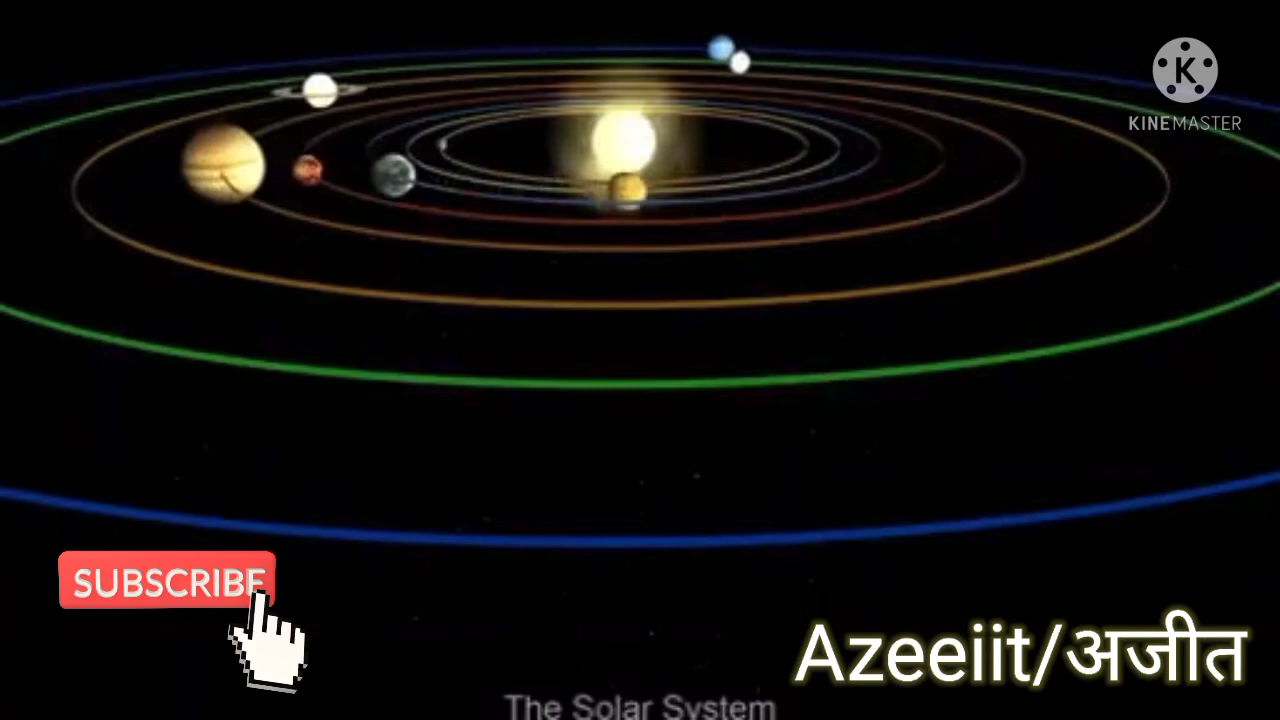 K
KINEMASTER
SUBSCRIBE
Azeeiit/अजीत
The Solar System